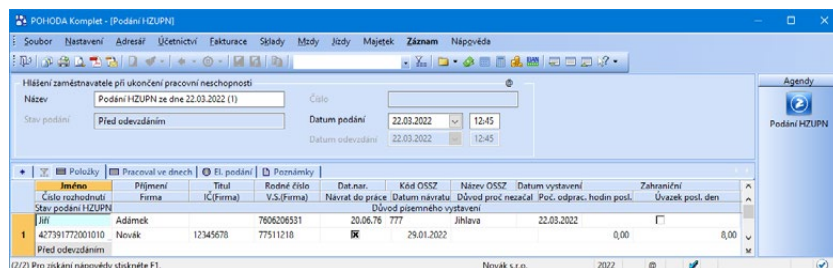 POHODA Komplet - [Podání HZUPN]
Soubor Nastavení Adresář Účetnictví Fakturace Sklady Mzdy Jízdy Majetek Záznam Nápověda
Hlášení zaměstnavatele při ukončení pracovní neschopnosti @
Název Podání HZUPN ze dne 22.03.2022 (1) Číslo
Stav podání Před odevzdáním Datum podání 22.03.2022 12:45
Datum odevzdání 22.03.2022 12:45
Agendy
Podání HZUPN
Položky Pracoval ve dnech El. podání Poznámky
Jméno Příjmení Titul Rodné číslo Dat.nar. Kód OSSZ Název OSSZ Datum vystavení Zahraniční
Číslo rozhodnutí Firma IČ(Firma) V.S.(Firma) Návrat do práce Datum návratu Důvod proč nezačal Poč. odprac. hodin posl. Úvazek posl. den
Stav podání HZUPN Důvod písemného vystavení
Jiří Adámek 7606206531 20.06.76 777 Jihlava 22.03.2022
1 427391772001010 Novák 12345678 77511218 29.01.2022 0,00 8,00
Před odevzdáním
(2/2) Pro získání nápovědy stiskněte F1. Novák s.r.o. 2022 @